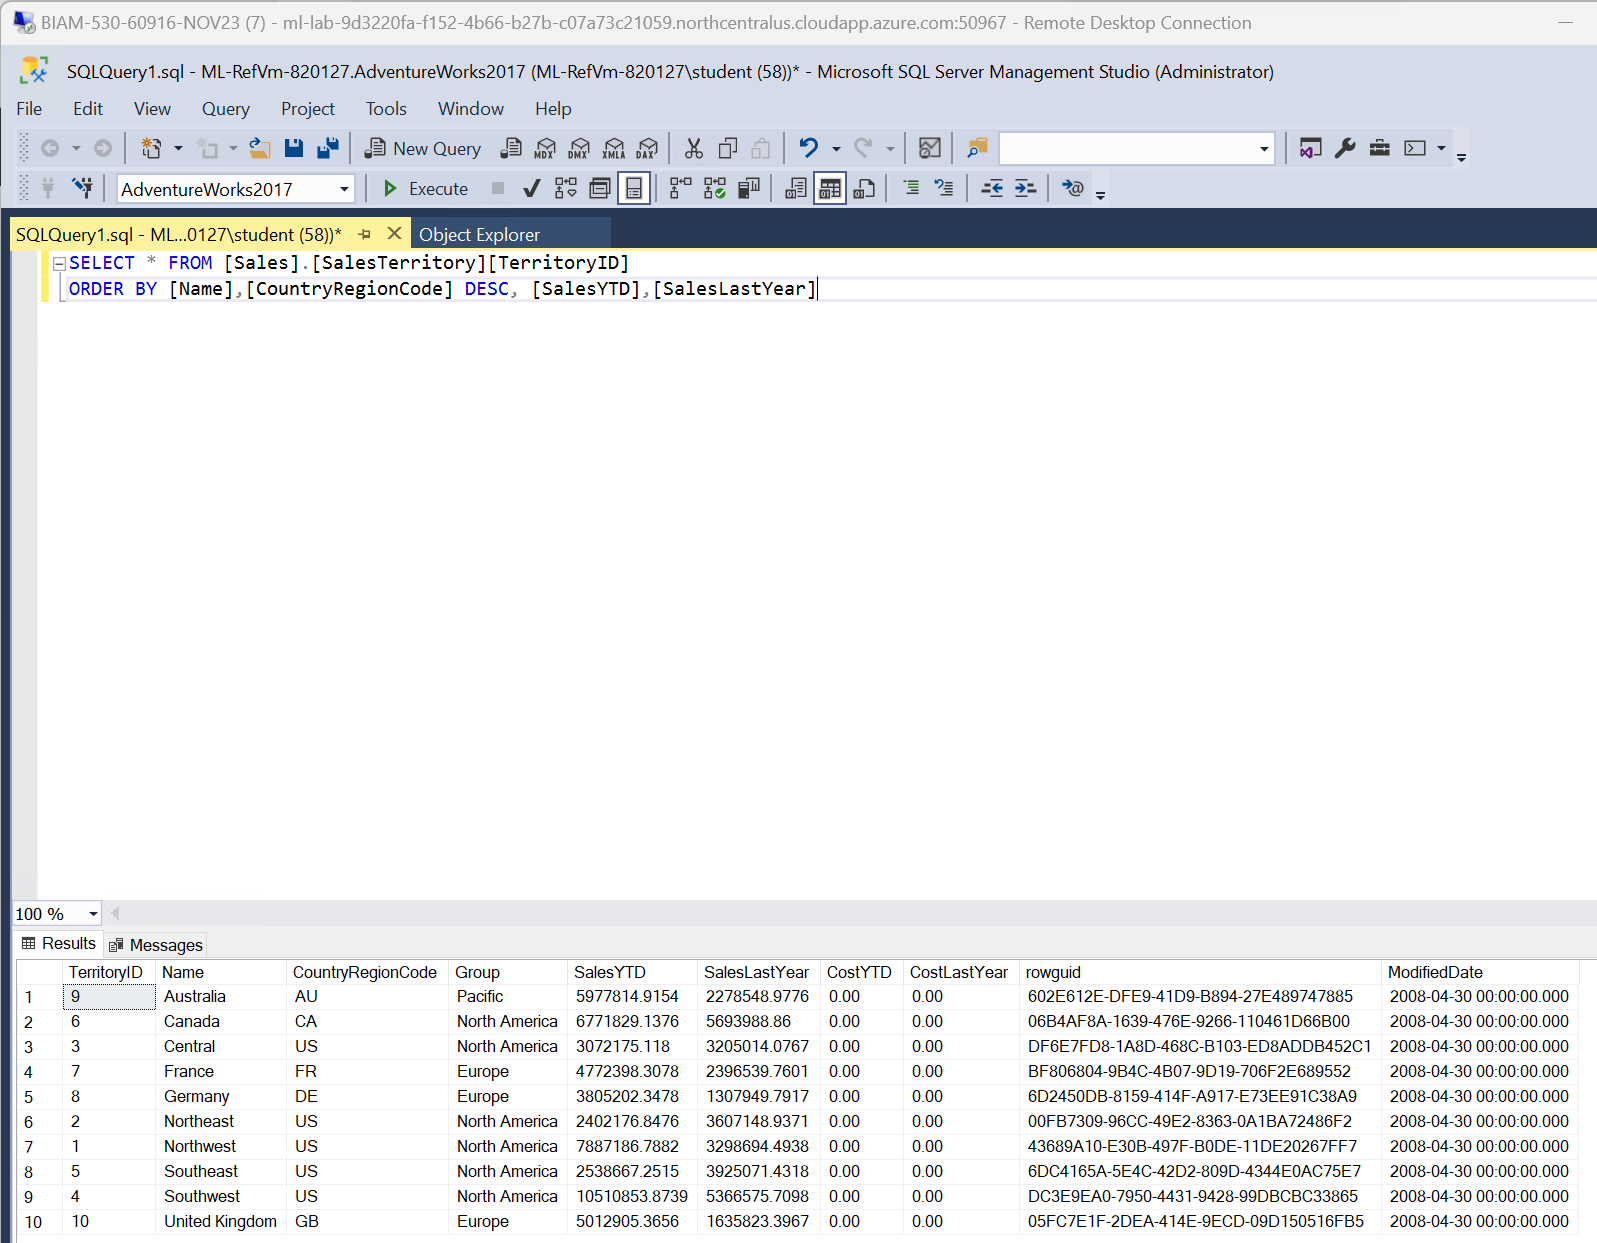 BIAM-530-60916-NOV23 (7) - ml-lab-9d3220fa-f152-4b66-b27b-c07a73c21059.northcentralus.cloudapp.azure.com:50967 - Remote Desktop Connection
SQLQuery1.sql - ML-RefVm-820127.AdventureWorks2017 (ML-RefVm-820127\student (58))* - Microsoft SQL Server Management Studio (Administrator)
File Edit View Query Project Tools Window Help
New Query MDX DMX XMLA DAX
AdventureWorks2017 Execute
SQLQuery1.sql - ML...0127\student (58))* Object Explorer
SELECT * FROM [Sales].[SalesTerritory][TerritoryID]
ORDER BY [Name],[CountryRegionCode] DESC, [SalesYTD],[SalesLastYear]
100 %
Results Messages
TerritoryID Name CountryRegionCode Group SalesYTD SalesLastYear CostYTD CostLastYear rowguid ModifiedDate
1 9 Australia AU Pacific 5977814.9154 2278548.9776 0.00 0.00 602E612E-DFE9-41D9-B894-27E489747885 2008-04-30 00:00:00.000
2 6 Canada CA North America 6771829.1376 5693988.86 0.00 0.00 06B4AF8A-1639-476E-9266-110461D66B00 2008-04-30 00:00:00.000
3 3 Central US North America 3072175.118 3205014.0767 0.00 0.00 DF6E7FD8-1A8D-468C-B103-ED8ADDB452C1 2008-04-30 00:00:00.000
4 7 France FR Europe 4772398.3078 2396539.7601 0.00 0.00 BF806804-9B4C-4B07-9D19-706F2E689552 2008-04-30 00:00:00.000
5 8 Germany DE Europe 3805202.3478 1307949.7917 0.00 0.00 6D2450DB-8159-414F-A917-E73EE91C38A9 2008-04-30 00:00:00.000
6 2 Northeast US North America 2402176.8476 3607148.9371 0.00 0.00 00FB7309-96CC-49E2-8363-0A1BA72486F2 2008-04-30 00:00:00.000
7 1 Northwest US North America 7887186.7882 3298694.4938 0.00 0.00 43689A10-E30B-497F-B0DE-11DE20267FF7 2008-04-30 00:00:00.000
8 5 Southeast US North America 2538667.2515 3925071.4318 0.00 0.00 6DC4165A-5E4C-42D2-809D-4344E0AC75E7 2008-04-30 00:00:00.000
9 4 Southwest US North America 10510853.8739 5366575.7098 0.00 0.00 DC3E9EA0-7950-4431-9428-99DBCBC33865 2008-04-30 00:00:00.000
10 10 United Kingdom GB Europe 5012905.3656 1635823.3967 0.00 0.00 05FC7E1F-2DEA-414E-9ECD-09D150516FB5 2008-04-30 00:00:00.000